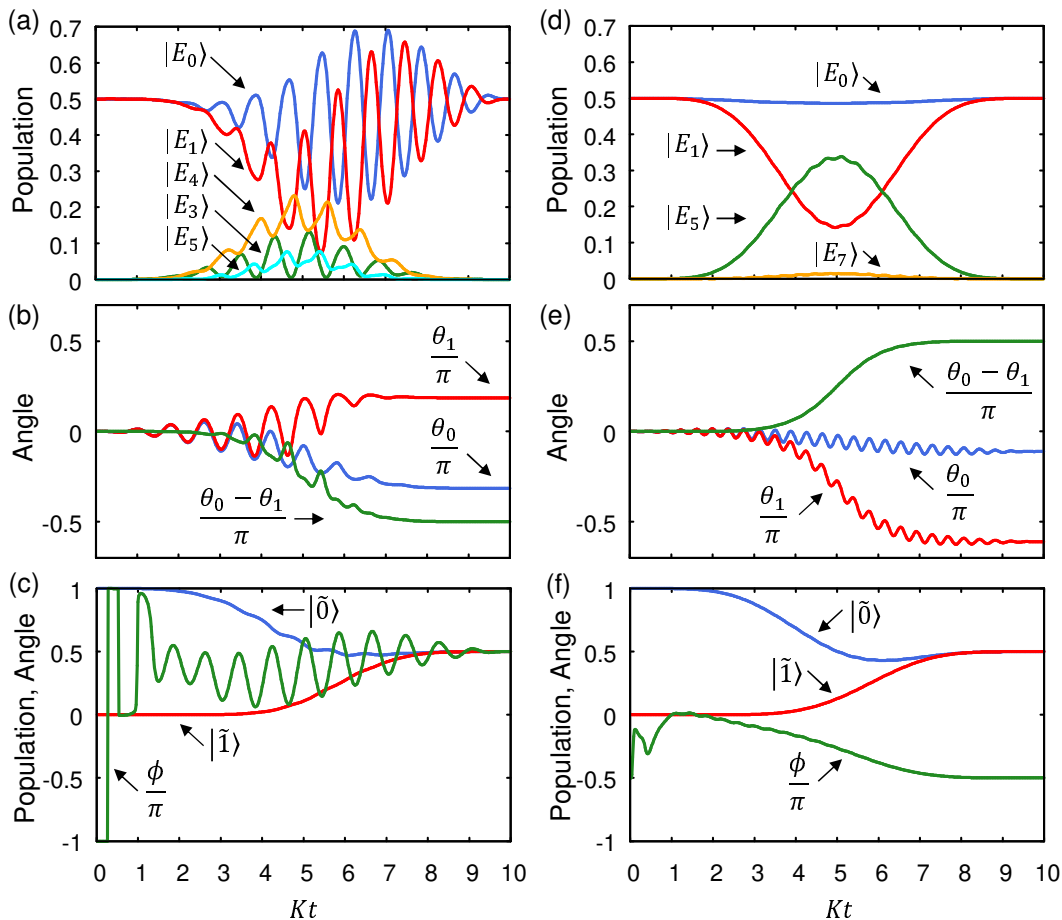 (a)
0.7
0.6
0.5
0.4
0.3
0.2
0.1
0
Population
|E₀⟩
|E₁⟩
|E₄⟩
|E₃⟩
|E₅⟩
(d)
0.7
0.6
0.5
0.4
0.3
0.2
0.1
0
Population
|E₀⟩
|E₁⟩
|E₅⟩
|E₇⟩
(b)
0.5
0
-0.5
Angle
θ₁
π
θ₀
π
θ₀ − θ₁
π
(e)
0.5
0
-0.5
Angle
θ₀ − θ₁
π
θ₀
π
θ₁
π
(c)
1
0.5
0
-0.5
-1
Population, Angle
|0̃⟩
|1̃⟩
ϕ
π
0 1 2 3 4 5 6 7 8 9 10
Kt
(f)
1
0.5
0
-0.5
-1
Population, Angle
|0̃⟩
|1̃⟩
ϕ
π
0 1 2 3 4 5 6 7 8 9 10
Kt